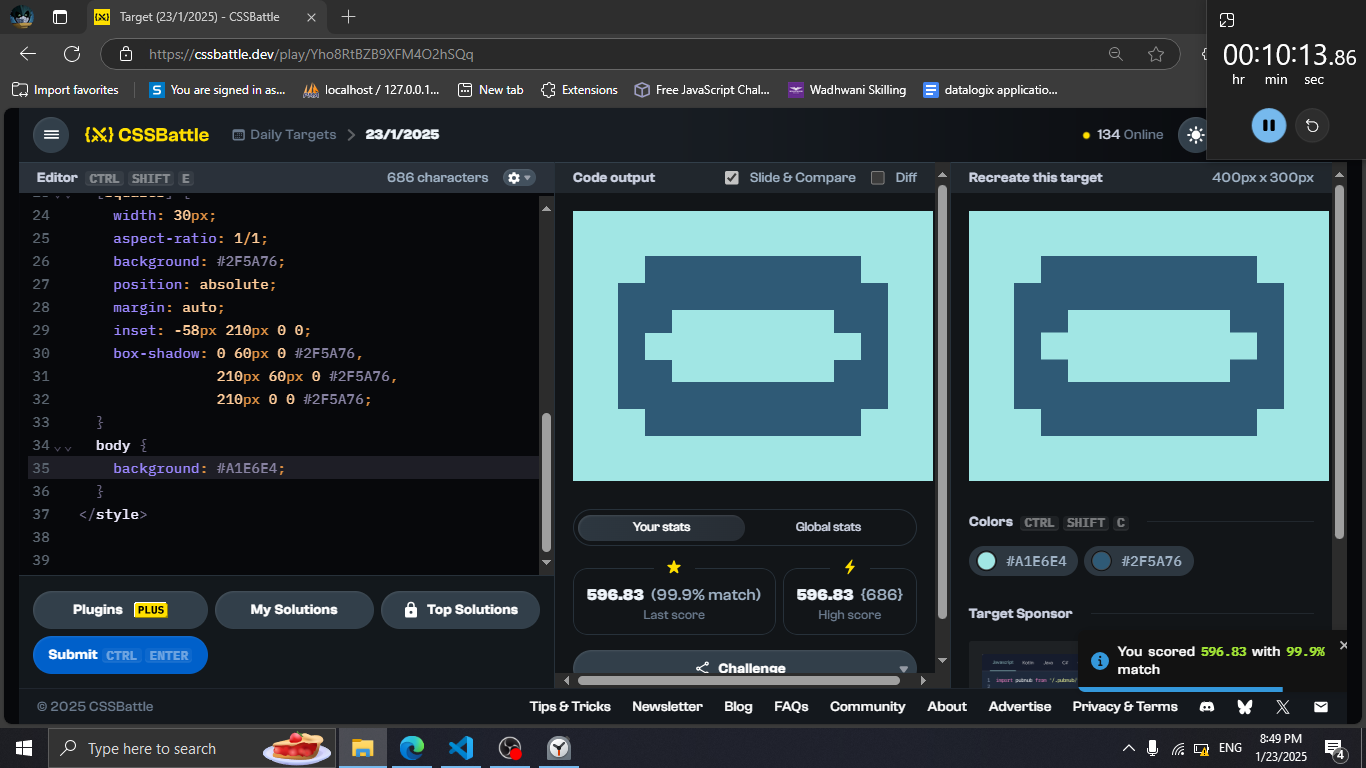 Target (23/1/2025) - CSSBattle
https://cssbattle.dev/play/Yho8RtBZB9XFM4O2hSQq
Import favorites
You are signed in as...
localhost / 127.0.0.1...
New tab
Extensions
Free JavaScript Chal...
Wadhwani Skilling
datalogix applicatio...
00:10:13.86
hr min sec
CSSBattle
Daily Targets
23/1/2025
134 Online
Editor CTRL SHIFT E
686 characters
24 width: 30px;
25 aspect-ratio: 1/1;
26 background: #2F5A76;
27 position: absolute;
28 margin: auto;
29 inset: -58px 210px 0 0;
30 box-shadow: 0 60px 0 #2F5A76,
31 210px 60px 0 #2F5A76,
32 210px 0 0 #2F5A76;
33 }
34 body {
35 background: #A1E6E4;
36 }
37 </style>
38
39
Plugins PLUS
My Solutions
Top Solutions
Submit CTRL ENTER
Code output
Slide & Compare
Diff
Your stats
Global stats
596.83 (99.9% match)
Last score
596.83 {686}
High score
Challenge
Recreate this target
400px x 300px
Colors CTRL SHIFT C
#A1E6E4
#2F5A76
Target Sponsor
You scored 596.83 with 99.9%
match
© 2025 CSSBattle
Tips & Tricks
Newsletter
Blog
FAQs
Community
About
Advertise
Privacy & Terms
Type here to search
ENG
8:49 PM
1/23/2025
4